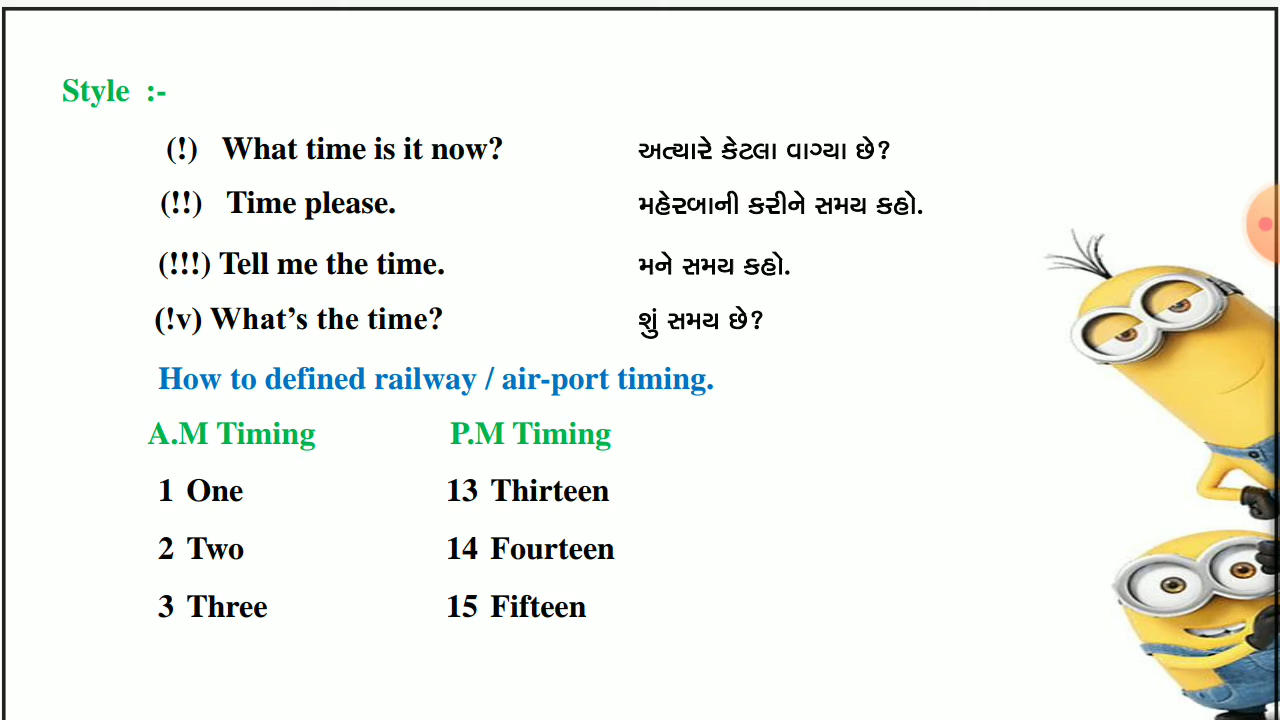 Style :-
(!) What time is it now? અત્યારે કેટલા વાગ્યા છે?
(!!) Time please. મહેરબાની કરીને સમય કહો.
(!!!) Tell me the time. મને સમય કહો.
(!v) What’s the time? શું સમય છે?
How to defined railway / air-port timing.
A.M Timing P.M Timing
1 One 13 Thirteen
2 Two 14 Fourteen
3 Three 15 Fifteen